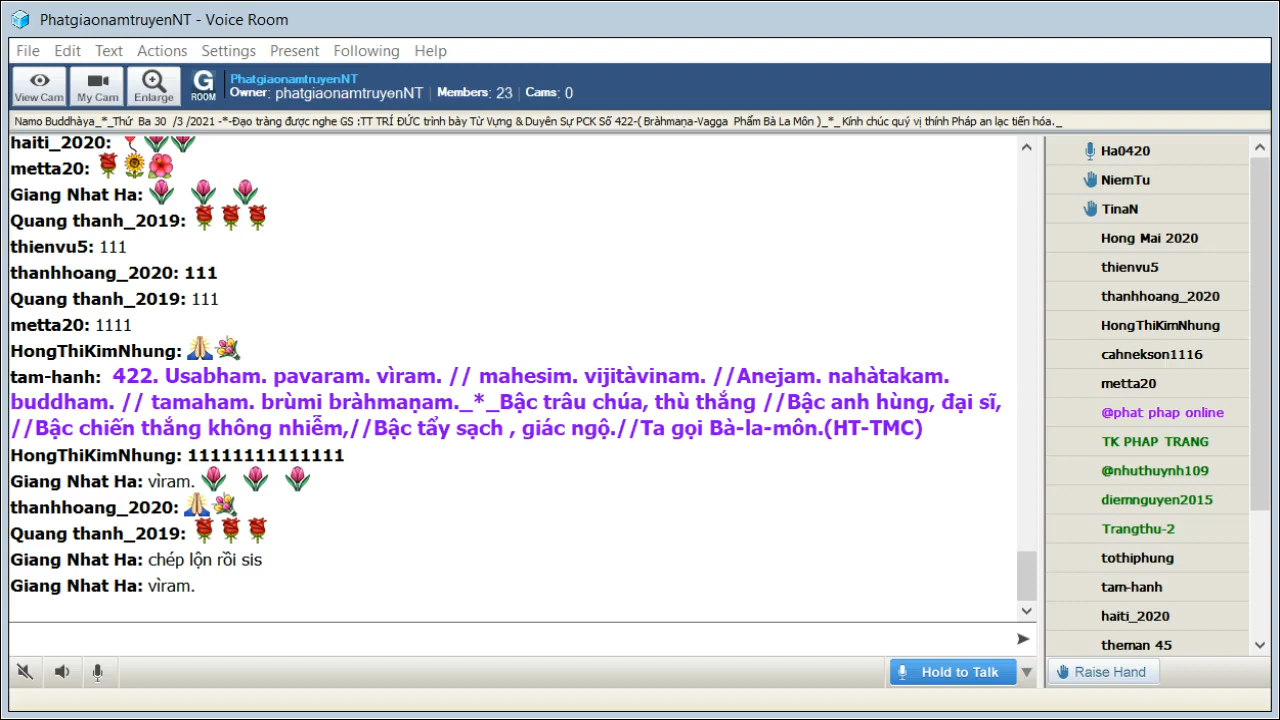 PhatgiaonamtruyenNT - Voice Room
File Edit Text Actions Settings Present Following Help
View Cam My Cam Enlarge G ROOM
PhatgiaonamtruyenNT
Owner: phatgiaonamtruyenNT | Members: 23 | Cams: 0
Namo Buddhàya_*_Thứ Ba 30 /3 /2021 -*-Đạo tràng được nghe GS :TT TRÍ ĐỨC trình bày Từ Vựng & Duyên Sự PCK Số 422-( Bràhmaṇa-Vagga Phẩm Bà La Môn )_*_ Kính chúc quý vị thính Pháp an lạc tiến hóa._
haiti_2020:
metta20:
Giang Nhat Ha:
Quang thanh_2019:
thienvu5: 111
thanhhoang_2020: 111
Quang thanh_2019: 111
metta20: 1111
HongThiKimNhung:
tam-hanh: 422. Usabham. pavaram. vìram. // mahesim. vijitàvinam. //Anejam. nahàtakam.
buddham. // tamaham. brùmi bràhmaṇam._*_Bậc trâu chúa, thù thắng //Bậc anh hùng, đại sĩ,
//Bậc chiến thắng không nhiễm,//Bậc tẩy sạch , giác ngộ.//Ta gọi Bà-la-môn.(HT-TMC)
HongThiKimNhung: 11111111111111
Giang Nhat Ha: vìram.
thanhhoang_2020:
Quang thanh_2019:
Giang Nhat Ha: chép lộn rồi sis
Giang Nhat Ha: vìram.
Hold to Talk
Ha0420
NiemTu
TinaN
Hong Mai 2020
thienvu5
thanhhoang_2020
HongThiKimNhung
cahnekson1116
metta20
@phat phap online
TK PHAP TRANG
@nhuthuynh109
diemnguyen2015
Trangthu-2
tothiphung
tam-hanh
haiti_2020
theman 45
Raise Hand